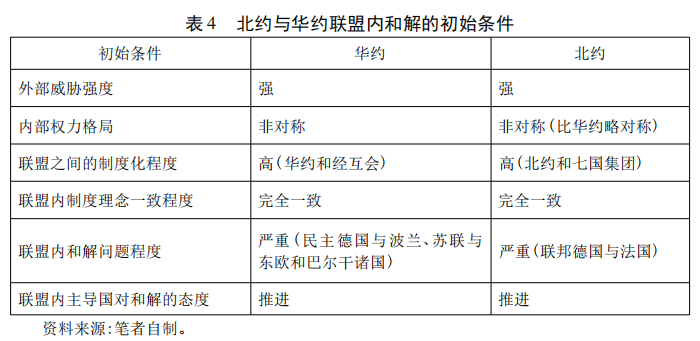 表4 北约与华约联盟内和解的初始条件
初始条件 华约 北约
外部威胁强度 强 强
内部权力格局 非对称 非对称(比华约略对称)
联盟之间的制度化程度 高(华约和经互会) 高(北约和七国集团)
联盟内制度理念一致程度 完全一致 完全一致
联盟内和解问题程度 严重(民主德国与波兰、苏联与
东欧和巴尔干诸国) 严重(联邦德国与法国)
联盟内主导国对和解的态度 推进 推进
资料来源:笔者自制。